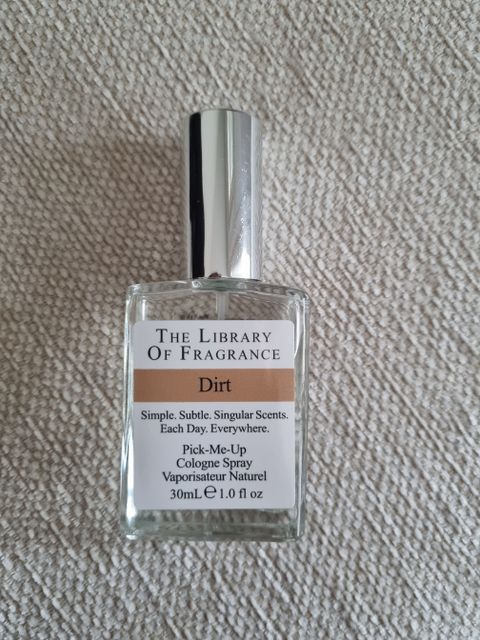 THE LIBRARY
OF FRAGRANCE
Dirt
Simple. Subtle. Singular Scents.
Each Day. Everywhere.
Pick-Me-Up
Cologne Spray
Vaporisateur Naturel
30mL ℮ 1.0 fl oz